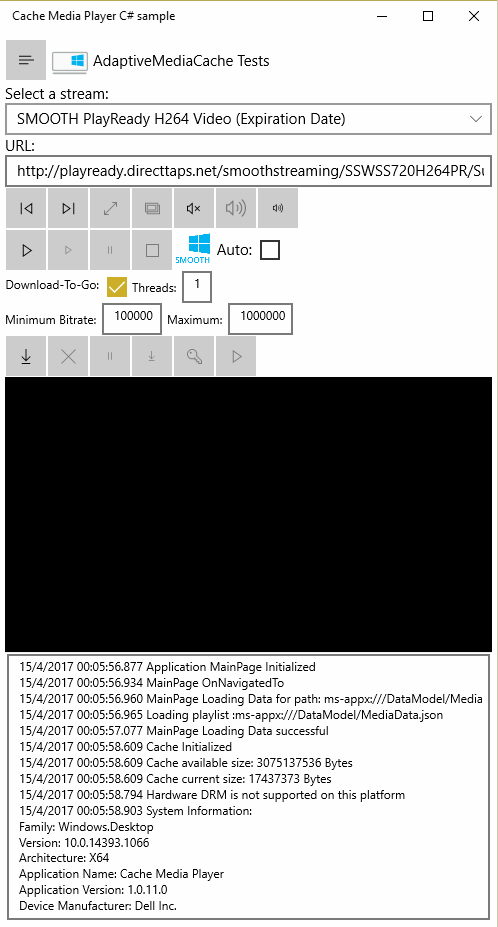 Cache Media Player C# sample
AdaptiveMediaCache Tests
Select a stream:
SMOOTH PlayReady H264 Video (Expiration Date)
URL:
http://playready.directtaps.net/smoothstreaming/SSWSS720H264PR/Su
SMOOTH
Auto:
Download-To-Go: Threads: 1
Minimum Bitrate: 100000 Maximum: 1000000
15/4/2017 00:05:56.877 Application MainPage Initialized
15/4/2017 00:05:56.934 MainPage OnNavigatedTo
15/4/2017 00:05:56.960 MainPage Loading Data for path: ms-appx:///DataModel/Media
15/4/2017 00:05:56.965 Loading playlist :ms-appx:///DataModel/MediaData.json
15/4/2017 00:05:57.077 MainPage Loading Data successful
15/4/2017 00:05:58.609 Cache Initialized
15/4/2017 00:05:58.609 Cache available size: 3075137536 Bytes
15/4/2017 00:05:58.609 Cache current size: 17437373 Bytes
15/4/2017 00:05:58.794 Hardware DRM is not supported on this platform
15/4/2017 00:05:58.903 System Information:
Family: Windows.Desktop
Version: 10.0.14393.1066
Architecture: X64
Application Name: Cache Media Player
Application Version: 1.0.11.0
Device Manufacturer: Dell Inc.